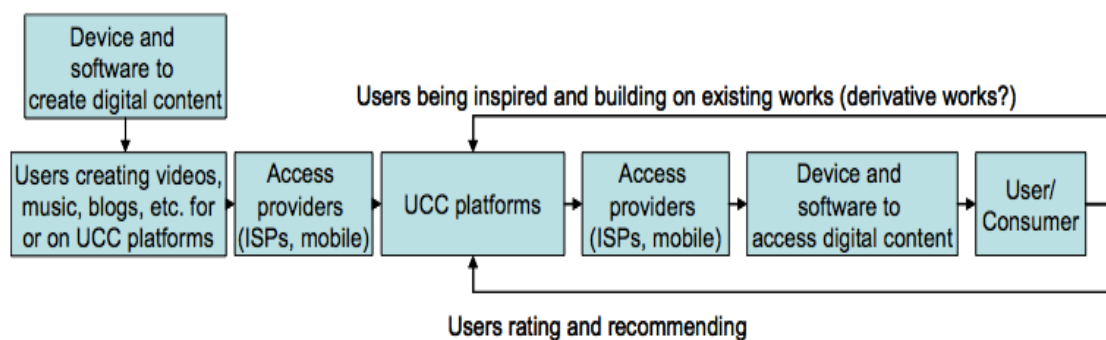 Device and
software to
create digital content
Users being inspired and building on existing works (derivative works?)
Users creating videos,
music, blogs, etc. for
or on UCC platforms
Access
providers
(ISPs, mobile)
UCC platforms
Access
providers
(ISPs, mobile)
Device and
software to
access digital content
User/
Consumer
Users rating and recommending